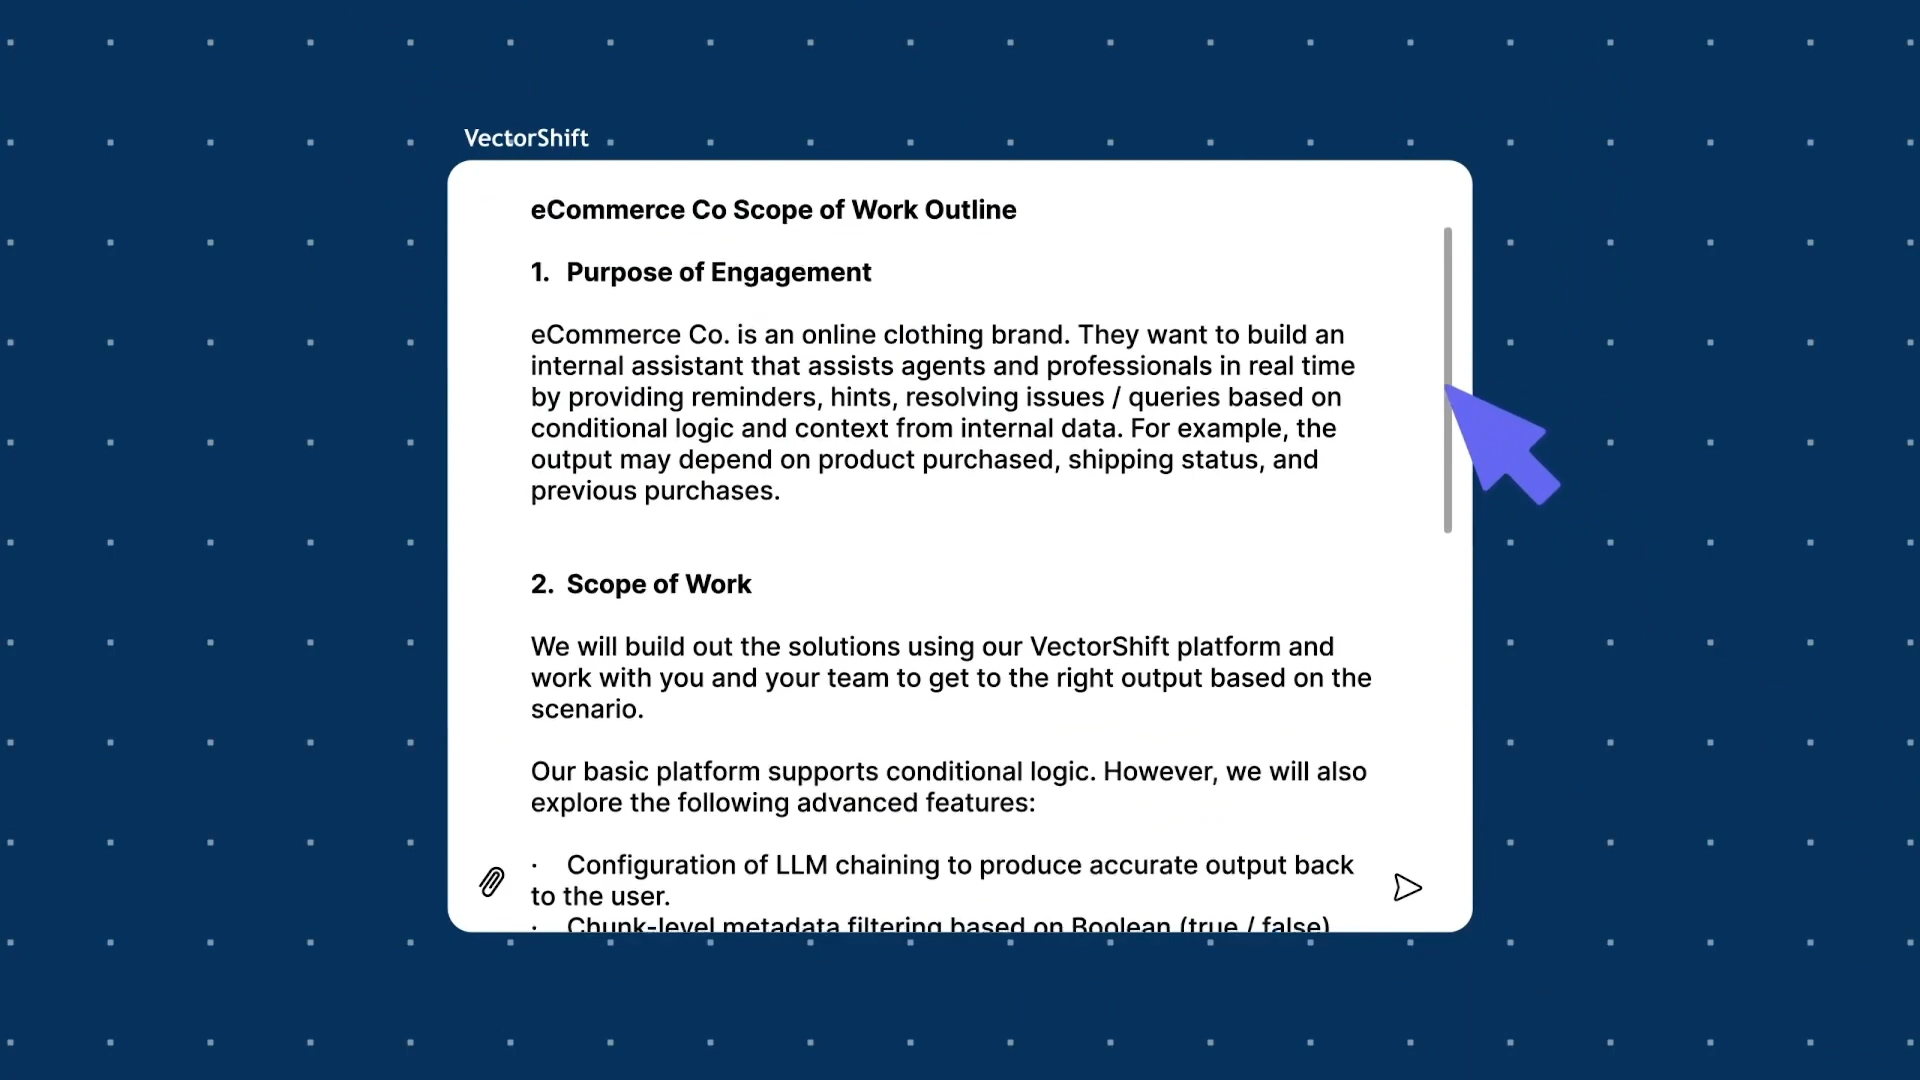 VectorShift
eCommerce Co Scope of Work Outline
1. Purpose of Engagement
eCommerce Co. is an online clothing brand. They want to build an
internal assistant that assists agents and professionals in real time
by providing reminders, hints, resolving issues / queries based on
conditional logic and context from internal data. For example, the
output may depend on product purchased, shipping status, and
previous purchases.
2. Scope of Work
We will build out the solutions using our VectorShift platform and
work with you and your team to get to the right output based on the
scenario.
Our basic platform supports conditional logic. However, we will also
explore the following advanced features:
· Configuration of LLM chaining to produce accurate output back
to the user.
· Chunk-level metadata filtering based on Boolean (true / false)